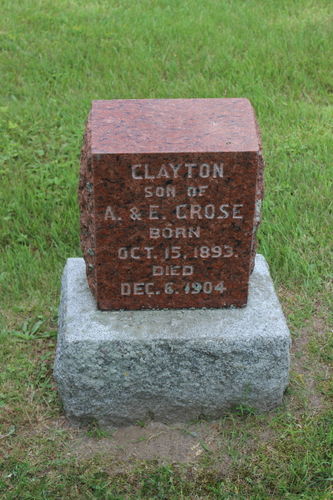 CLAYTON
SON OF
A. & E. CROSE
BORN
OCT. 15, 1893.
DIED
DEC. 6, 1904.